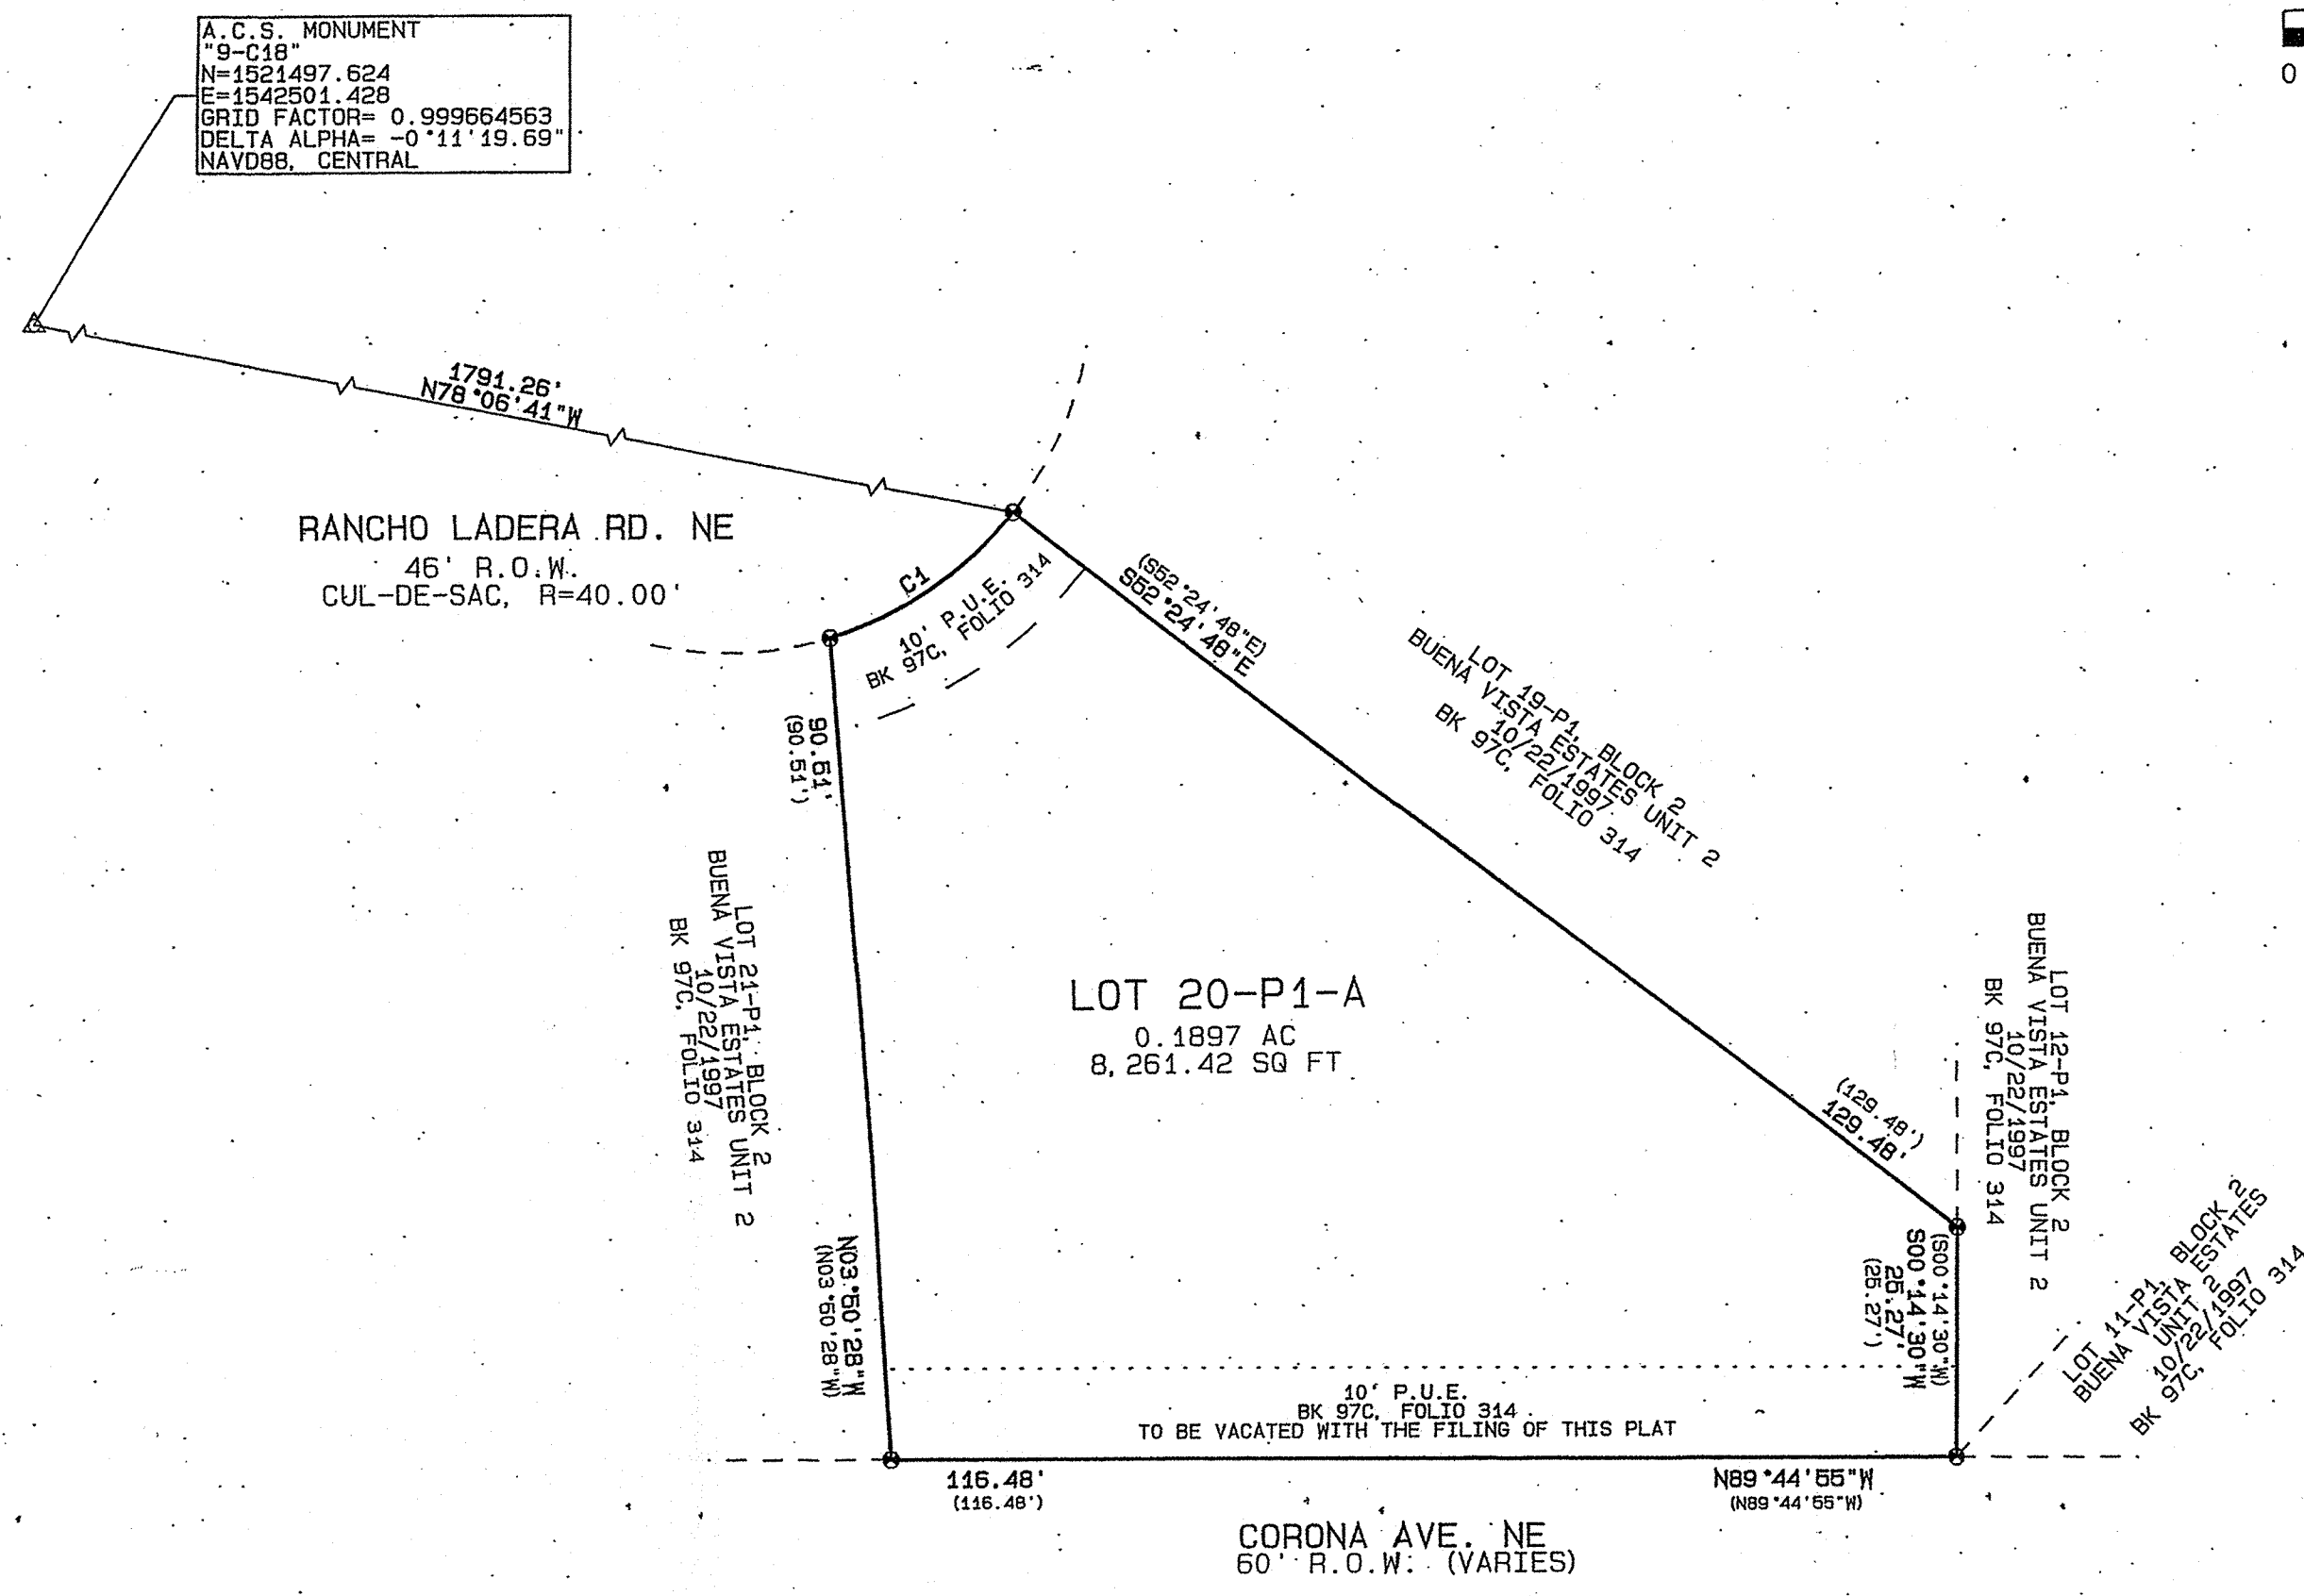 A.C.S. MONUMENT
"9-C18"
N=1521497.624
E=1542501.428
GRID FACTOR= 0.999664563
DELTA ALPHA= -0°11'19.69"
NAVD88, CENTRAL
0
1791.26'
N78°06'41"W
RANCHO LADERA RD. NE
46' R.O.W.
CUL-DE-SAC, R=40.00'
C1
10' P.U.E.
BK 97C, FOLIO 314
(S52°24'48"E)
S52°24'48"E
LOT 19-P1, BLOCK 2
BUENA VISTA ESTATES UNIT 2
10/22/1997
BK 97C, FOLIO 314
90.51'
(90.51')
LOT 21-P1, BLOCK 2
BUENA VISTA ESTATES UNIT 2
10/22/1997
BK 97C, FOLIO 314
LOT 20-P1-A
0.1897 AC
8,261.42 SQ FT
(129.48')
129.48'
LOT 12-P1, BLOCK 2
BUENA VISTA ESTATES UNIT 2
10/22/1997
BK 97C, FOLIO 314
N03°50'28"W
(N03°50'28"W)
(S00°14'30"W)
S00°14'30"W
25.27'
(25.27')
LOT 11-P1, BLOCK 2
BUENA VISTA ESTATES
UNIT 2
10/22/1997
BK 97C, FOLIO 314
10' P.U.E.
BK 97C, FOLIO 314
TO BE VACATED WITH THE FILING OF THIS PLAT
116.48'
(116.48')
N89°44'55"W
(N89°44'55"W)
CORONA AVE. NE
60' R.O.W. (VARIES)